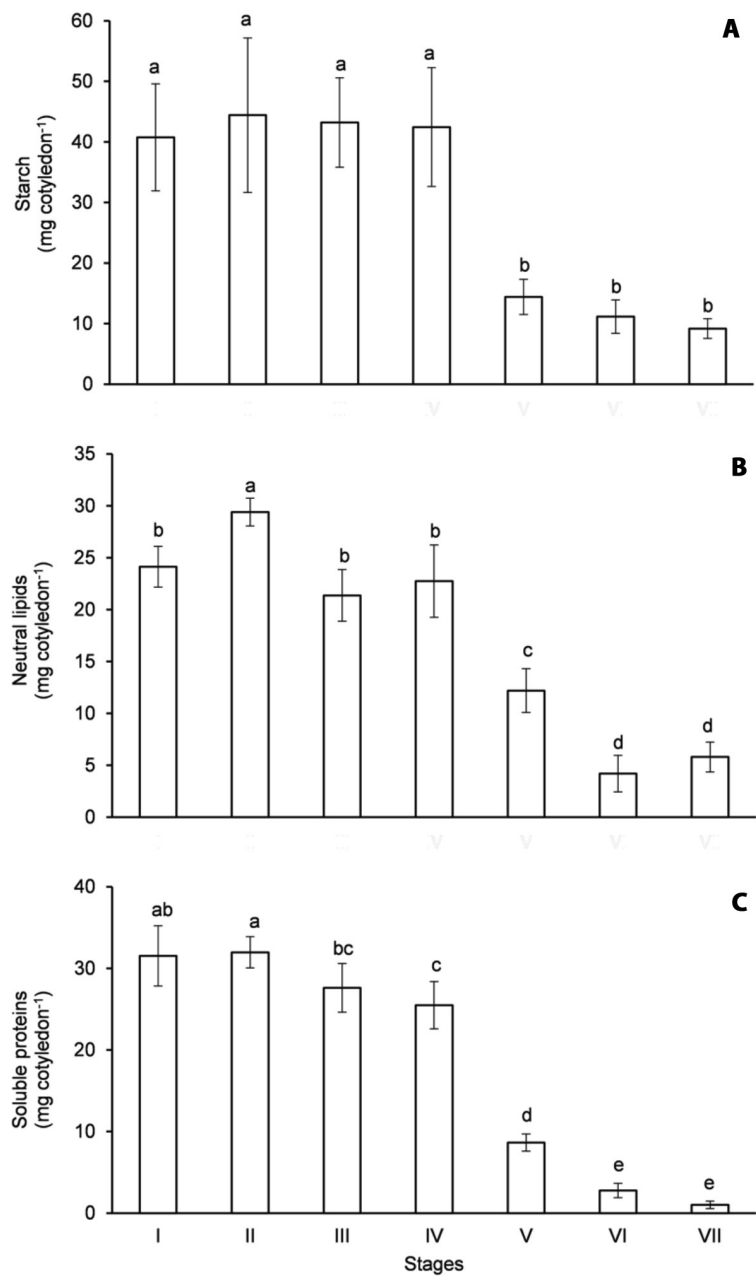 A
60
50
40
30
20
10
0
Starch
(mg cotyledon-1)
a
a
a
a
b
b
b
B
35
30
25
20
15
10
5
0
Neutral lipids
(mg cotyledon-1)
b
a
b
b
c
d
d
C
40
30
20
10
0
Soluble proteins
(mg cotyledon-1)
ab
a
bc
c
d
e
e
I II III IV V VI VII
Stages